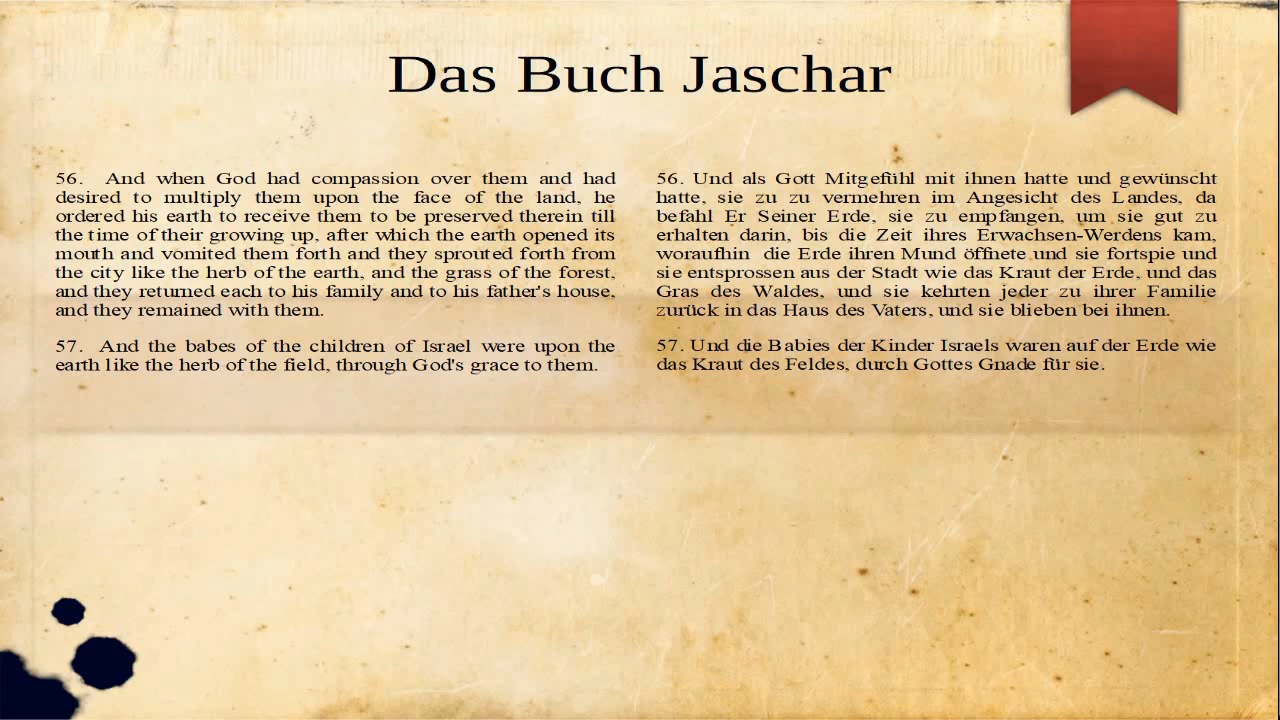 Das Buch Jaschar
56. And when God had compassion over them and had
desired to multiply them upon the face of the land, he
ordered his earth to receive them to be preserved therein till
the time of their growing up, after which the earth opened its
mouth and vomited them forth and they sprouted forth from
the city like the herb of the earth, and the grass of the forest,
and they returned each to his family and to his father's house,
and they remained with them.
57. And the babes of the children of Israel were upon the
earth like the herb of the field, through God's grace to them.
56. Und als Gott Mitgefühl mit ihnen hatte und gewünscht
hatte, sie zu zu vermehren im Angesicht des Landes, da
befahl Er Seiner Erde, sie zu empfangen, um sie gut zu
erhalten darin, bis die Zeit ihres Erwachsen-Werdens kam,
woraufhin die Erde ihren Mund öffnete und sie fortspie und
sie entsprossen aus der Stadt wie das Kraut der Erde, und das
Gras des Waldes, und sie kehrten jeder zu ihrer Familie
zurück in das Haus des Vaters, und sie blieben bei ihnen.
57. Und die Babies der Kinder Israels waren auf der Erde wie
das Kraut des Feldes, durch Gottes Gnade für sie.